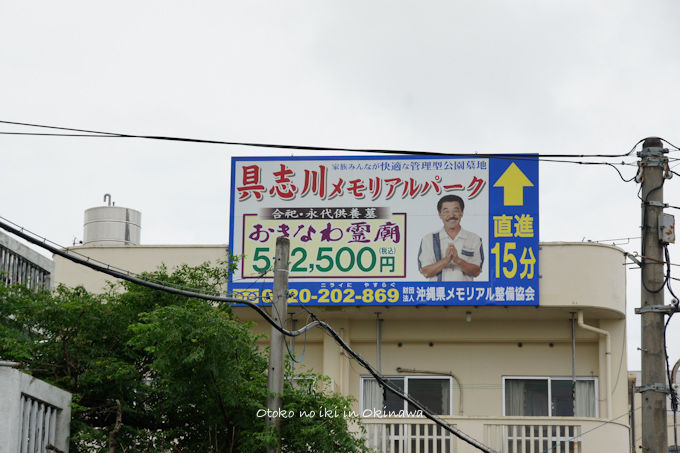 家族みんなが快適な管理型公園墓地
具志川メモリアルパーク
合祀・永代供養墓
おきなわ霊廟
2,500円(税込)
ニライに やすらぐ
20-202-869
財団法人 沖縄県メモリアル整備協会
直進
15分
Otoko no iki in Okinawa